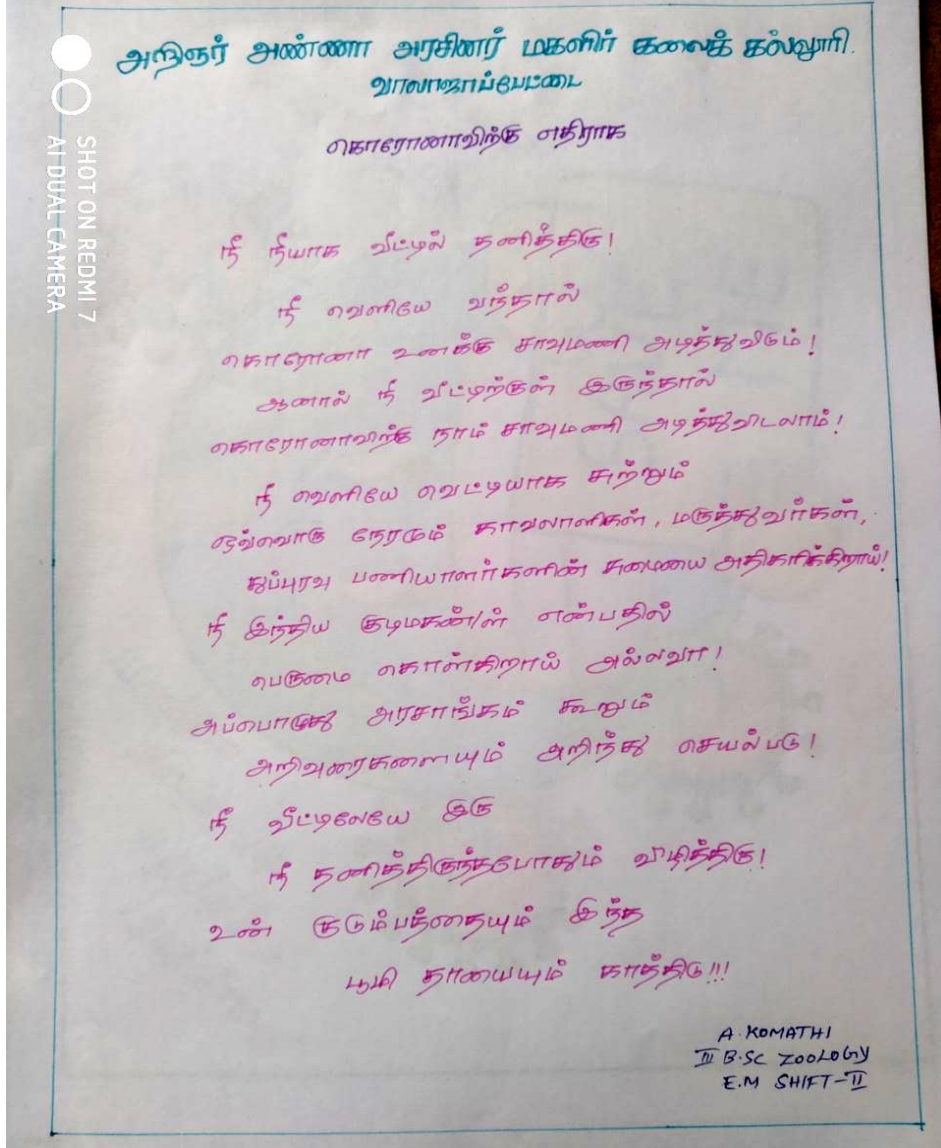 அறிஞர் அண்ணா அரசினர் மகளிர் கலைக் கல்லூரி.
வாலாஜாப்பேட்டை
கொரோனாவிற்கு எதிராக
நீ நீயாக வீட்டில் தனித்திரு!
நீ வெளியே வந்தால்
கொரோனா உனக்கு சாவுமணி அடித்துவிடும்!
ஆனால் நீ வீட்டிற்குள் இருந்தால்
கொரோனாவிற்கு நாம் சாவுமணி அடித்துவிடலாம்!
நீ வெளியே வெட்டியாக சுற்றும்
ஒவ்வொரு நேரமும் காவலாளிகள், மருத்துவர்கள்,
துப்புரவு பணியாளர்களின் சுமையை அதிகரிக்கிறாய்!
நீ இந்திய குடிமகன்/ள் என்பதில்
பெருமை கொள்கிறாய் அல்லவா!
அப்பொழுது அரசாங்கம் கூறும்
அறிவுரைகளையும் அறிந்து செயல்படு!
நீ வீட்டிலேயே இரு
நீ தனித்திருந்தபோதும் விழித்திரு!
உன் குடும்பத்தையும் இந்த
பூமி தாயையும் காத்திடு!!!
A. KOMATHI
III B.SC ZOOLOGY
E.M SHIFT-II
SHOT ON REDMI 7
AI DUAL CAMERA